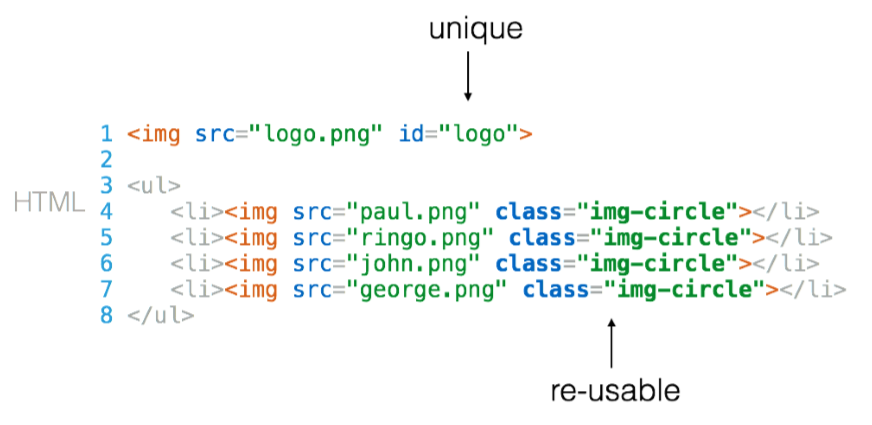 unique
1 <img src="logo.png" id="logo">
2
3 <ul>
HTML
4 <li><img src="paul.png" class="img-circle"></li>
5 <li><img src="ringo.png" class="img-circle"></li>
6 <li><img src="john.png" class="img-circle"></li>
7 <li><img src="george.png" class="img-circle"></li>
8 </ul>
re-usable